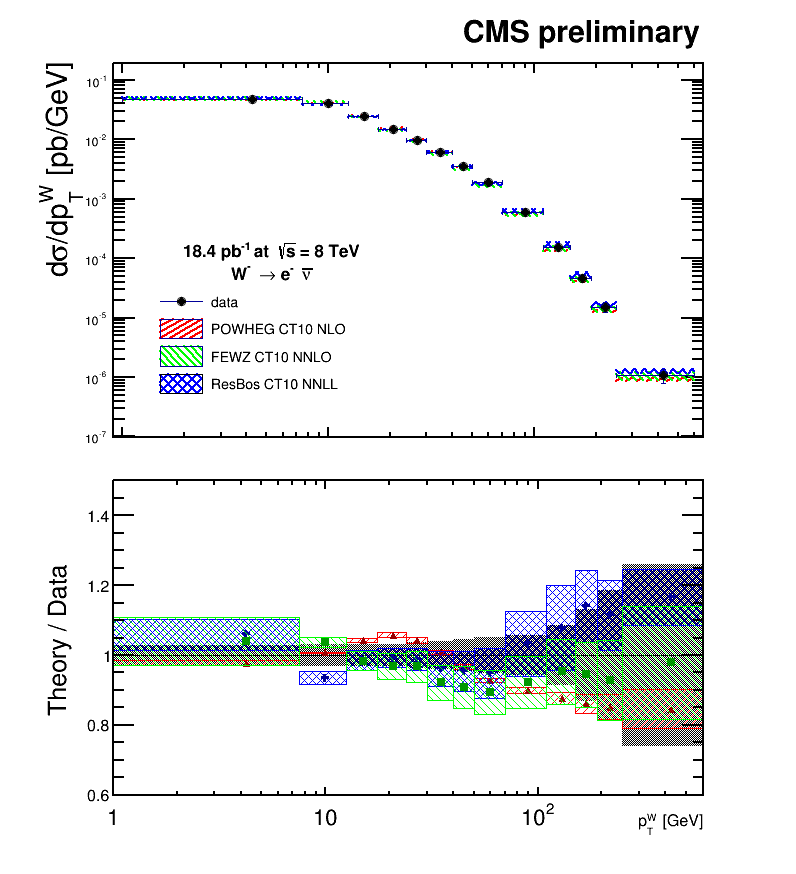 CMS preliminary
dσ/dp_T^W [pb/GeV]
10^-1
10^-2
10^-3
10^-4
10^-5
10^-6
10^-7
18.4 pb^-1 at √s = 8 TeV
W^- → e^- ν̅
data
POWHEG CT10 NLO
FEWZ CT10 NNLO
ResBos CT10 NNLL
Theory / Data
1.4
1.2
1
0.8
0.6
1
10
10^2
p_T^W [GeV]